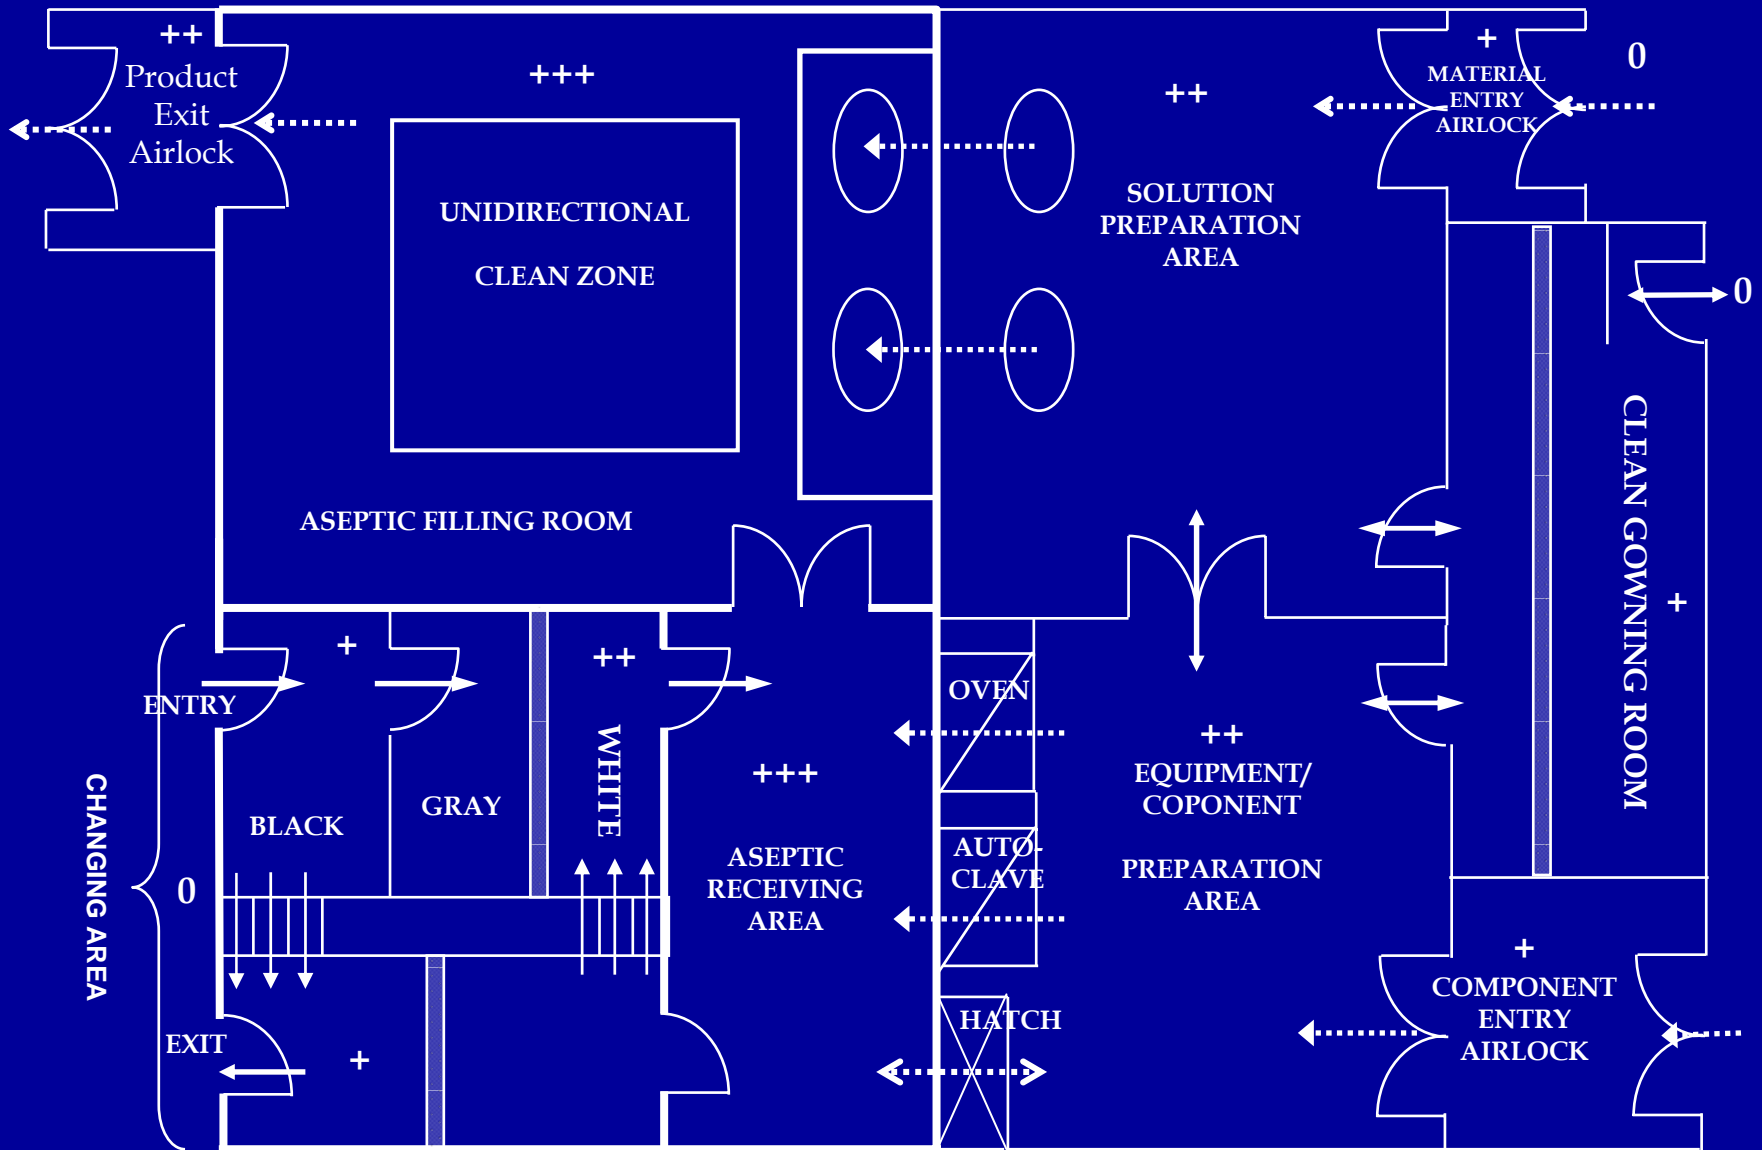 ++
Product
Exit
Airlock
+++
UNIDIRECTIONAL
CLEAN ZONE
ASEPTIC FILLING ROOM
++
SOLUTION
PREPARATION
AREA
+
MATERIAL
ENTRY
AIRLOCK
0
0
CLEAN GOWNING ROOM
+
CHANGING AREA
ENTRY
+
BLACK
GRAY
++
WHITE
0
EXIT
+
+++
ASEPTIC
RECEIVING
AREA
OVEN
AUTO-
CLAVE
HATCH
++
EQUIPMENT/
COPONENT
PREPARATION
AREA
+
COMPONENT
ENTRY
AIRLOCK